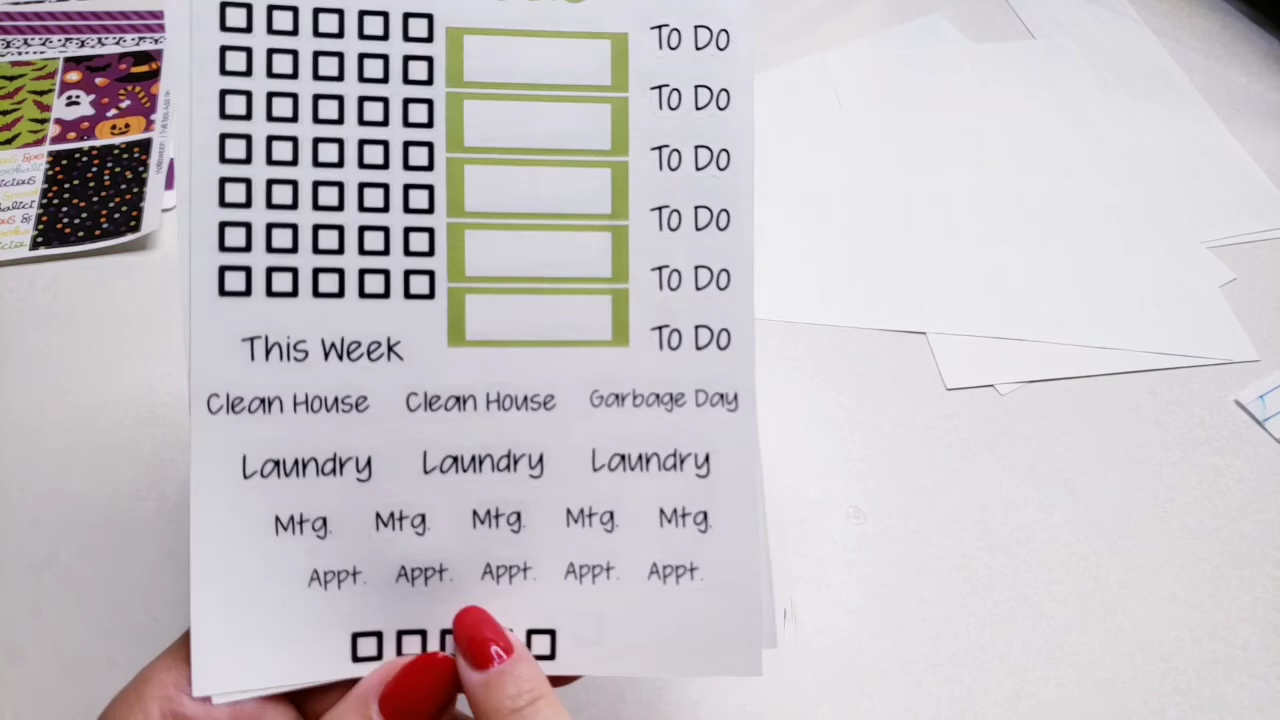 To Do
To Do
To Do
To Do
To Do
To Do
This Week
Clean House Clean House Garbage Day
Laundry Laundry Laundry
Mtg. Mtg. Mtg. Mtg. Mtg.
Appt. Appt. Appt. Appt. Appt.